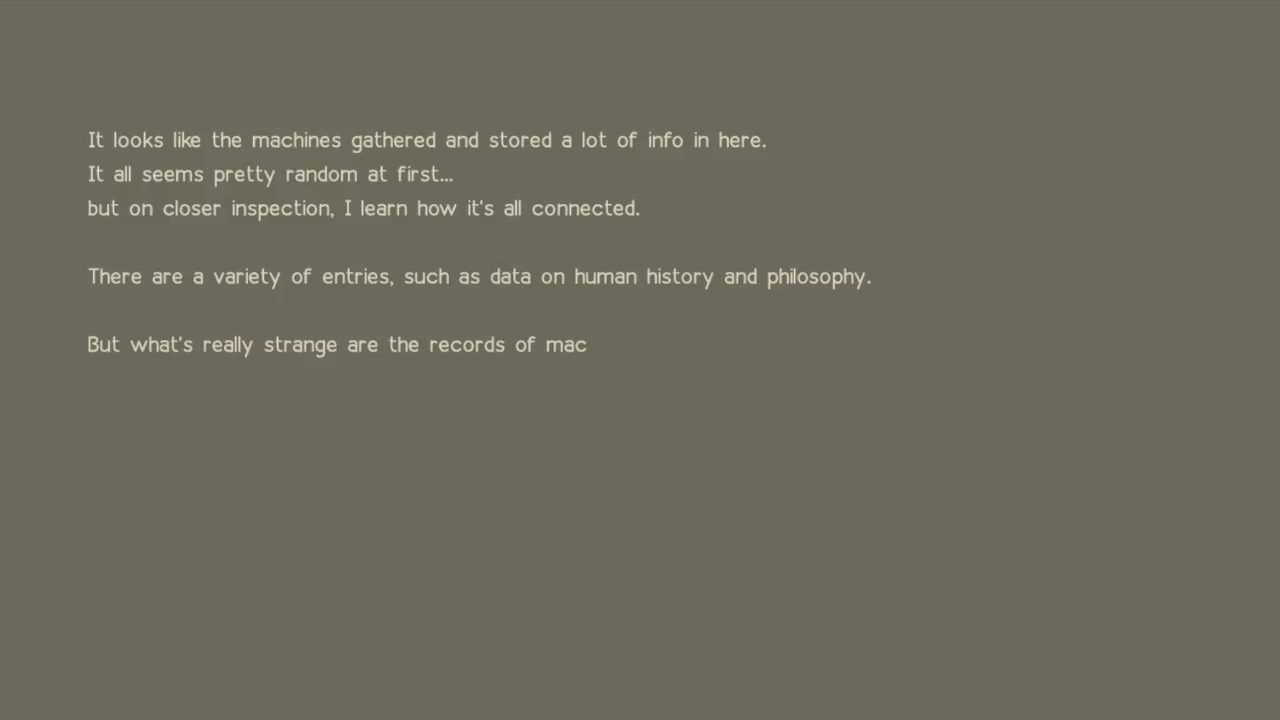 It looks like the machines gathered and stored a lot of info in here.
It all seems pretty random at first...
but on closer inspection, I learn how it's all connected.
There are a variety of entries, such as data on human history and philosophy.
But what's really strange are the records of mac